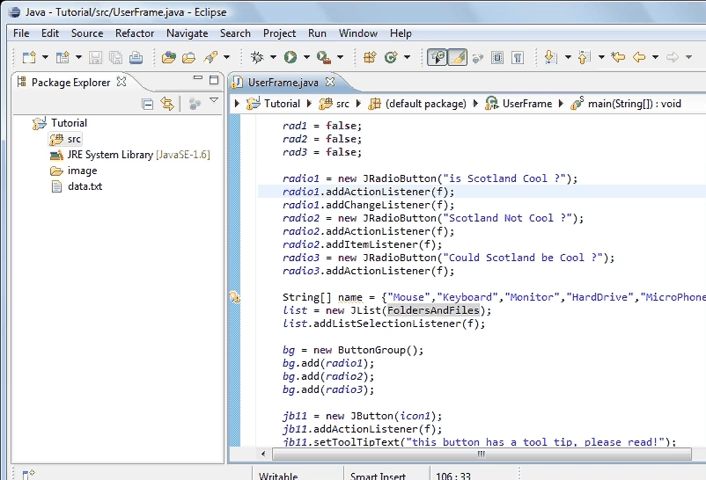 Java - Tutorial/src/UserFrame.java - Eclipse
File Edit Source Refactor Navigate Search Project Run Window Help
Package Explorer
UserFrame.java
Tutorial src (default package) UserFrame main(String[]) : void
Tutorial
src
JRE System Library [JavaSE-1.6]
image
data.txt
rad1 = false;
rad2 = false;
rad3 = false;
radio1 = new JRadioButton("is Scotland Cool ?");
radio1.addActionListener(f);
radio1.addChangeListener(f);
radio2 = new JRadioButton("Scotland Not Cool ?");
radio2.addActionListener(f);
radio2.addItemListener(f);
radio3 = new JRadioButton("Could Scotland be Cool ?");
radio3.addActionListener(f);
String[] name = {"Mouse","Keyboard","Monitor","HardDrive","MicroPhone
list = new JList(FoldersAndFiles);
list.addListSelectionListener(f);
bg = new ButtonGroup();
bg.add(radio1);
bg.add(radio2);
bg.add(radio3);
jb11 = new JButton(icon1);
jb11.addActionListener(f);
jb11.setToolTipText("this button has a tool tip, please read!");
Writable Smart Insert 106 : 33